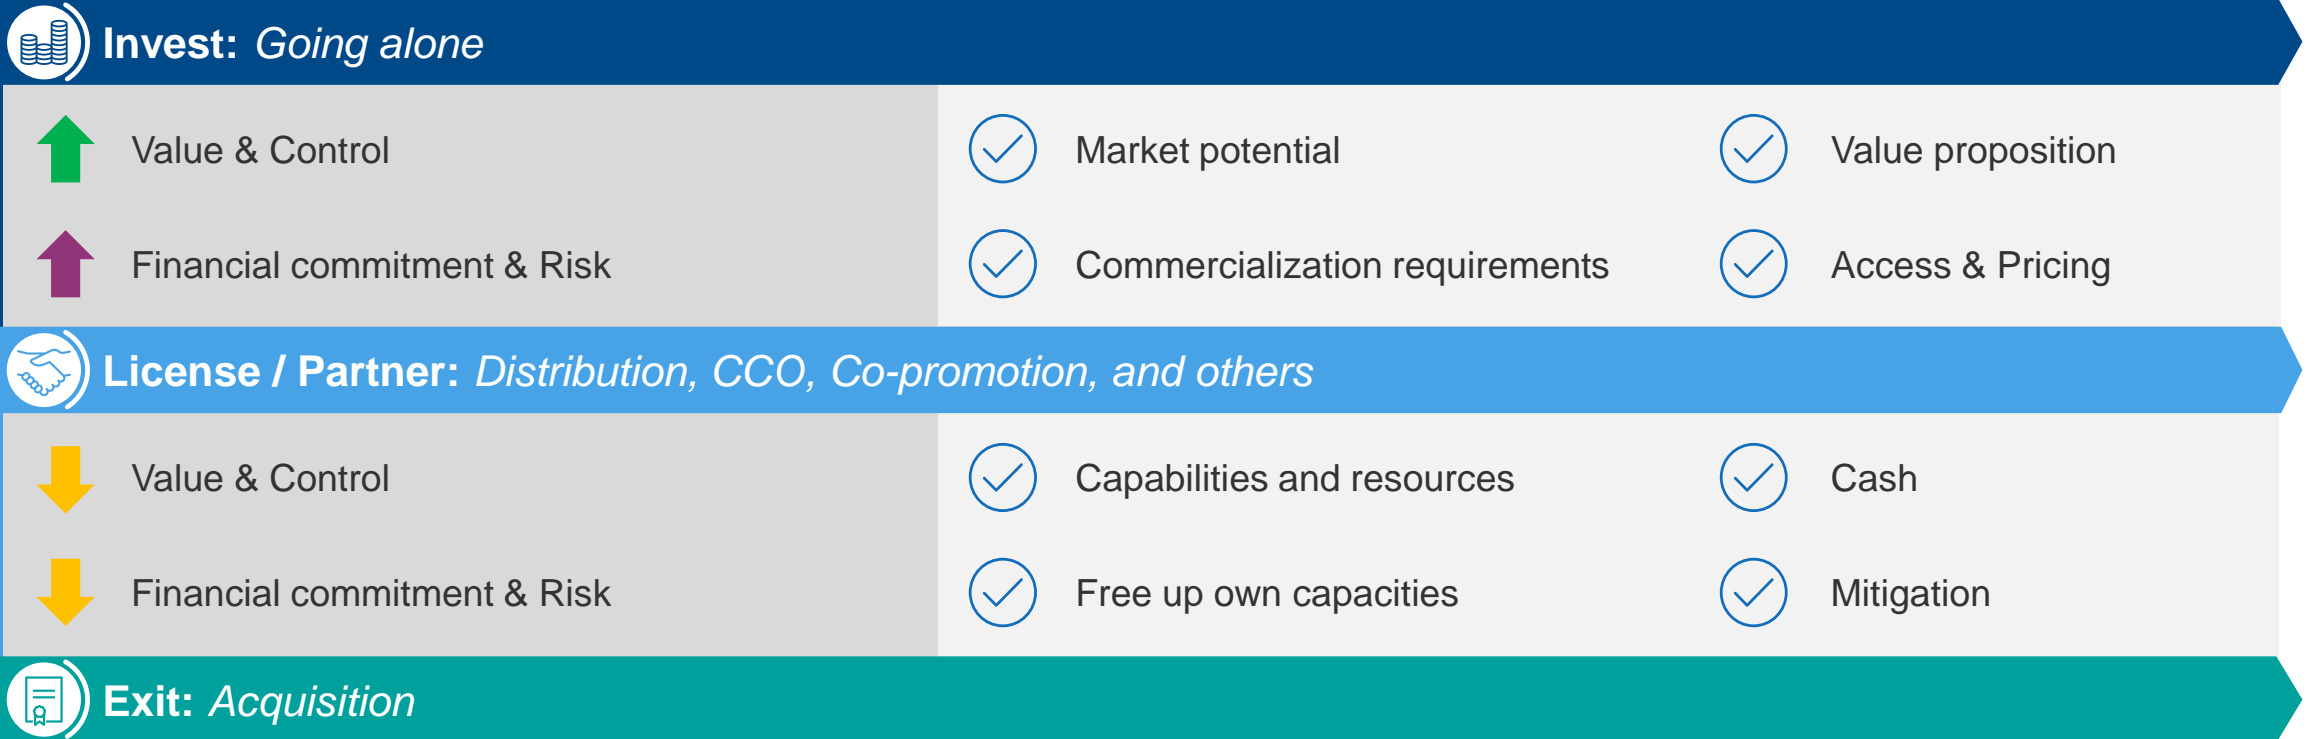 Invest: Going alone
Value & Control
Market potential
Value proposition
Financial commitment & Risk
Commercialization requirements
Access & Pricing
License / Partner: Distribution, CCO, Co-promotion, and others
Value & Control
Capabilities and resources
Cash
Financial commitment & Risk
Free up own capacities
Mitigation
Exit: Acquisition